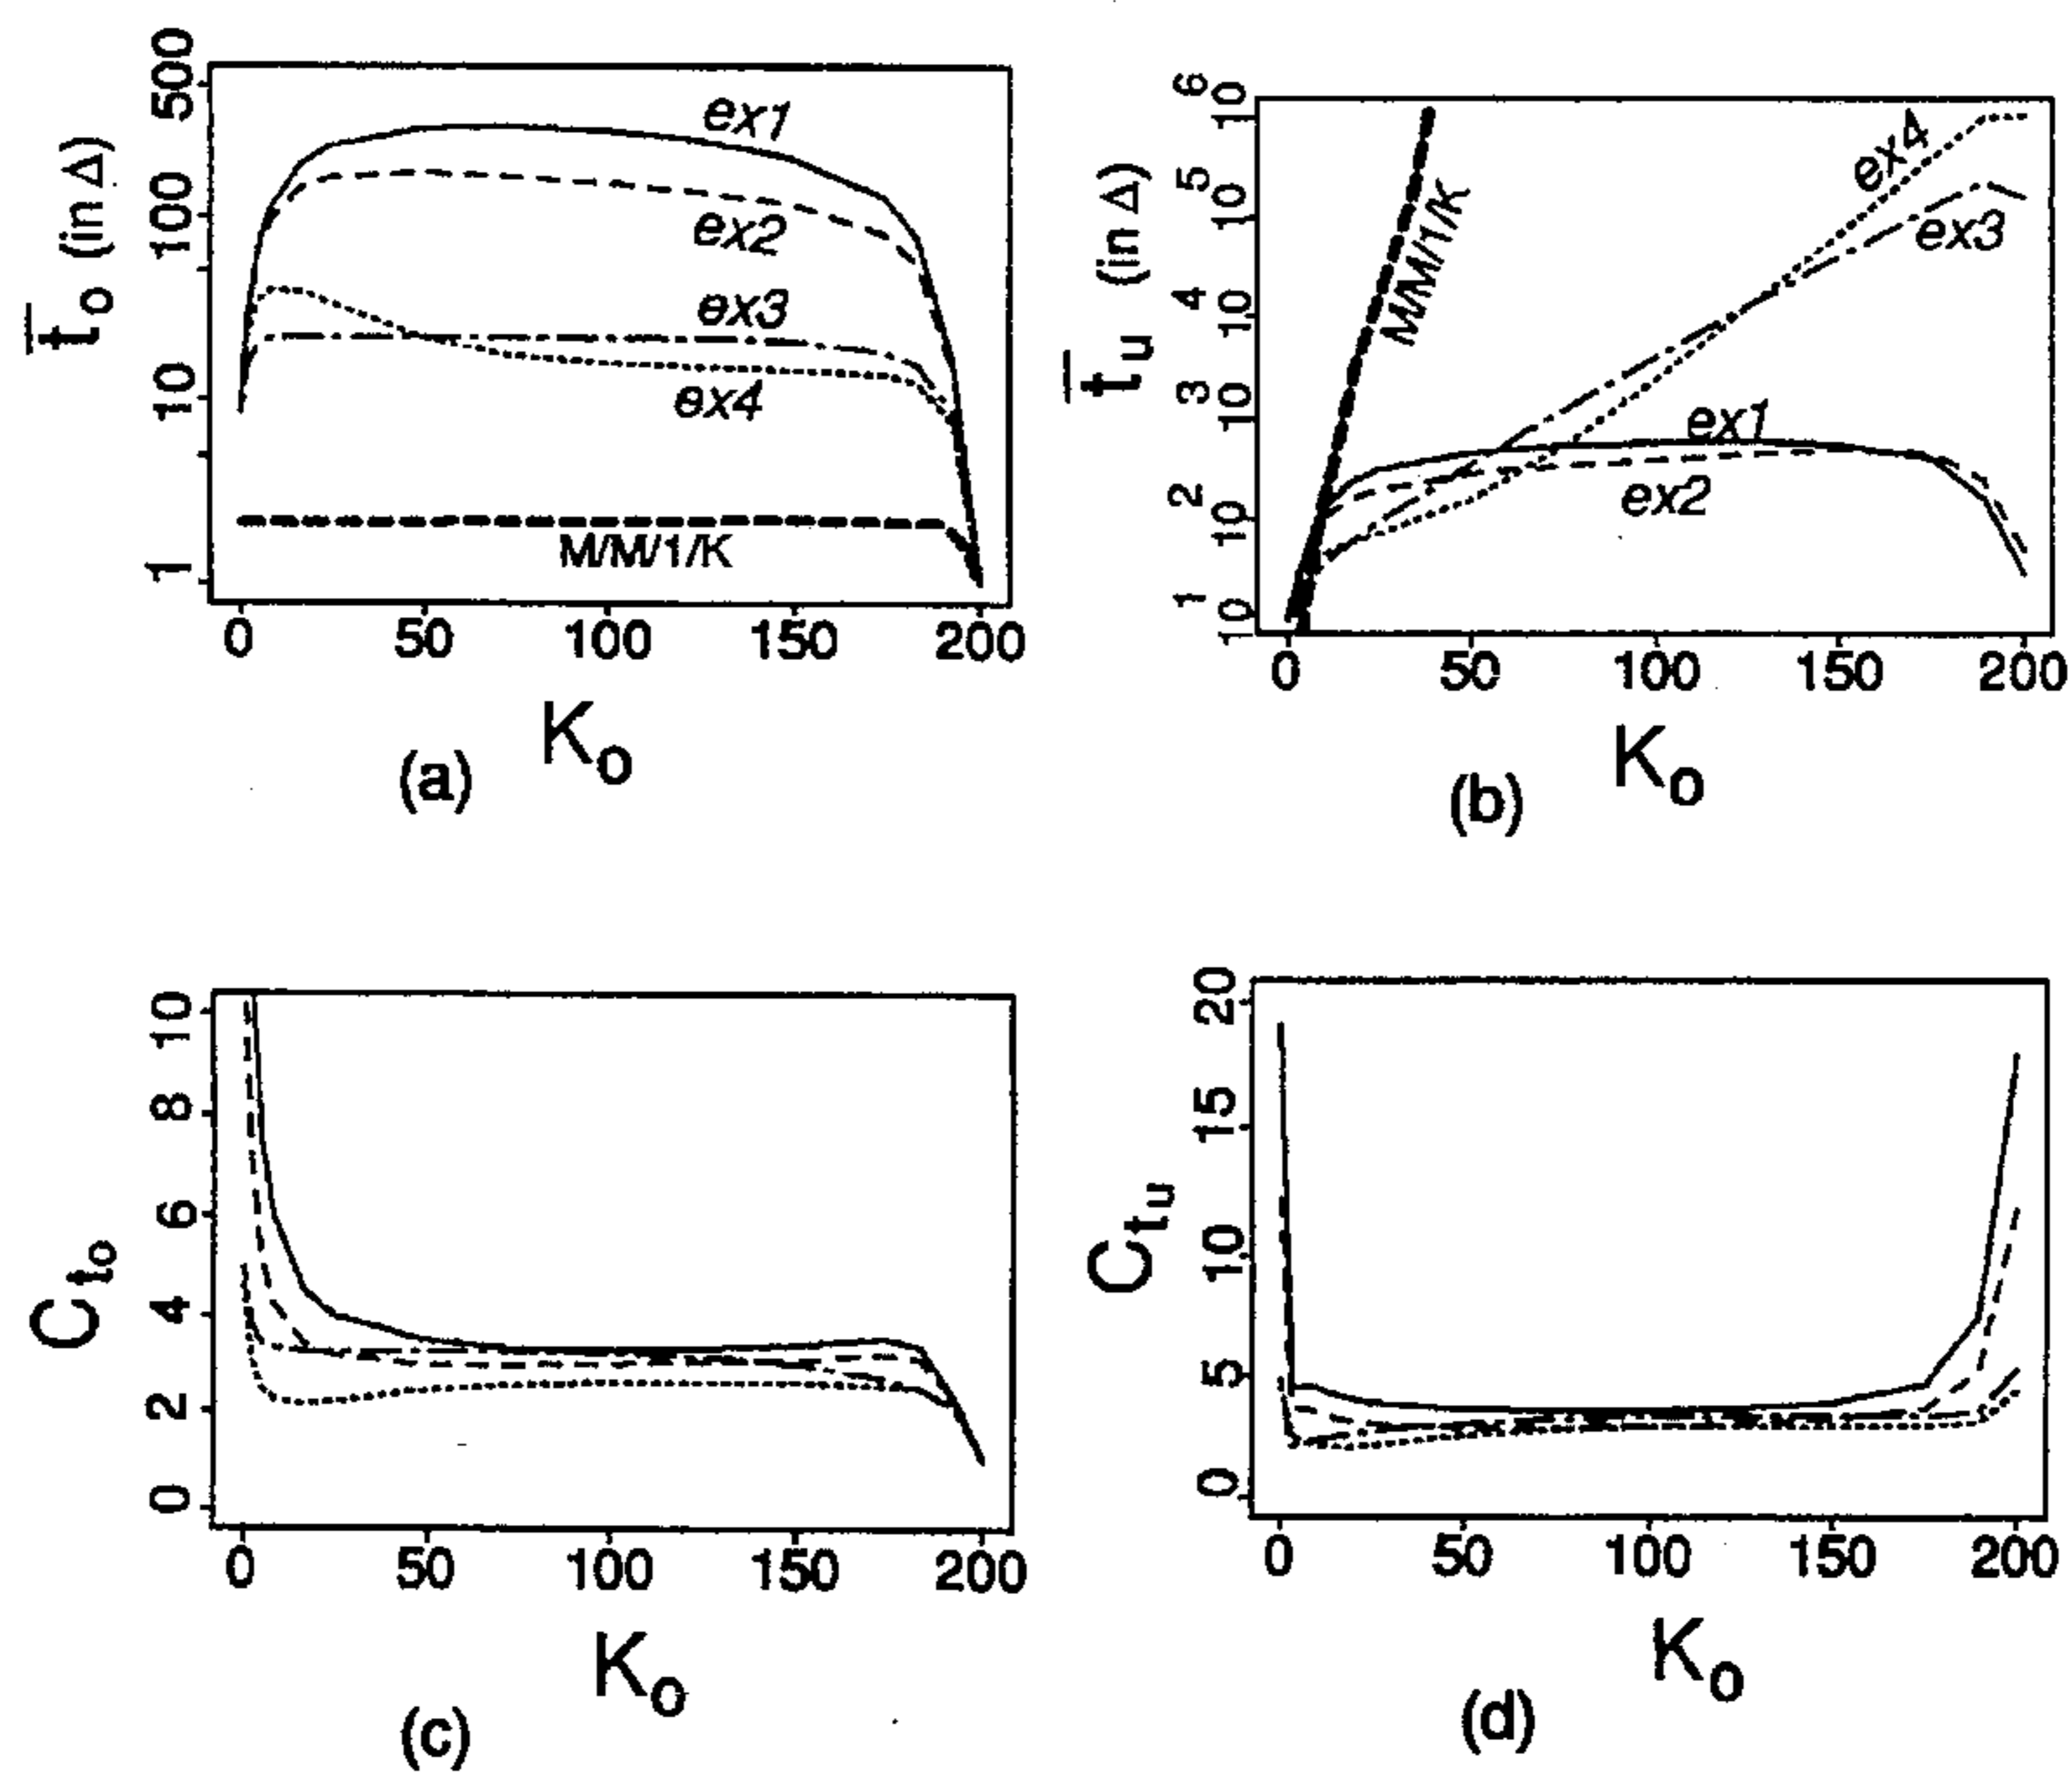 500
100
10
1
t̄o (in Δ)
ex1
ex2
ex3
ex4
M/M/1/K
0 50 100 150 200
Ko
(a)
10^6
10^5
10^4
10^3
10^2
10^1
t̄u (in Δ)
M/M/1/K
ex4
ex3
ex1
ex2
0 50 100 150 200
Ko
(b)
10
8
6
4
2
0
Cto
0 50 100 150 200
Ko
(c)
20
15
10
5
0
Ctu
0 50 100 150 200
Ko
(d)